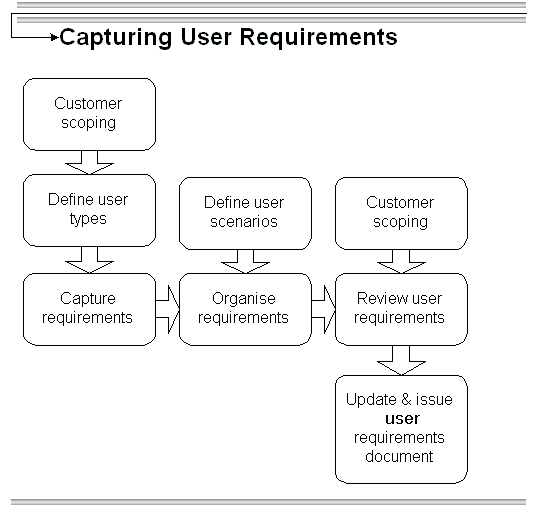 Capturing User Requirements
Customer
scoping
Define user
types
Define user
scenarios
Customer
scoping
Capture
requirements
Organise
requirements
Review user
requirements
Update & issue
user
requirements
document